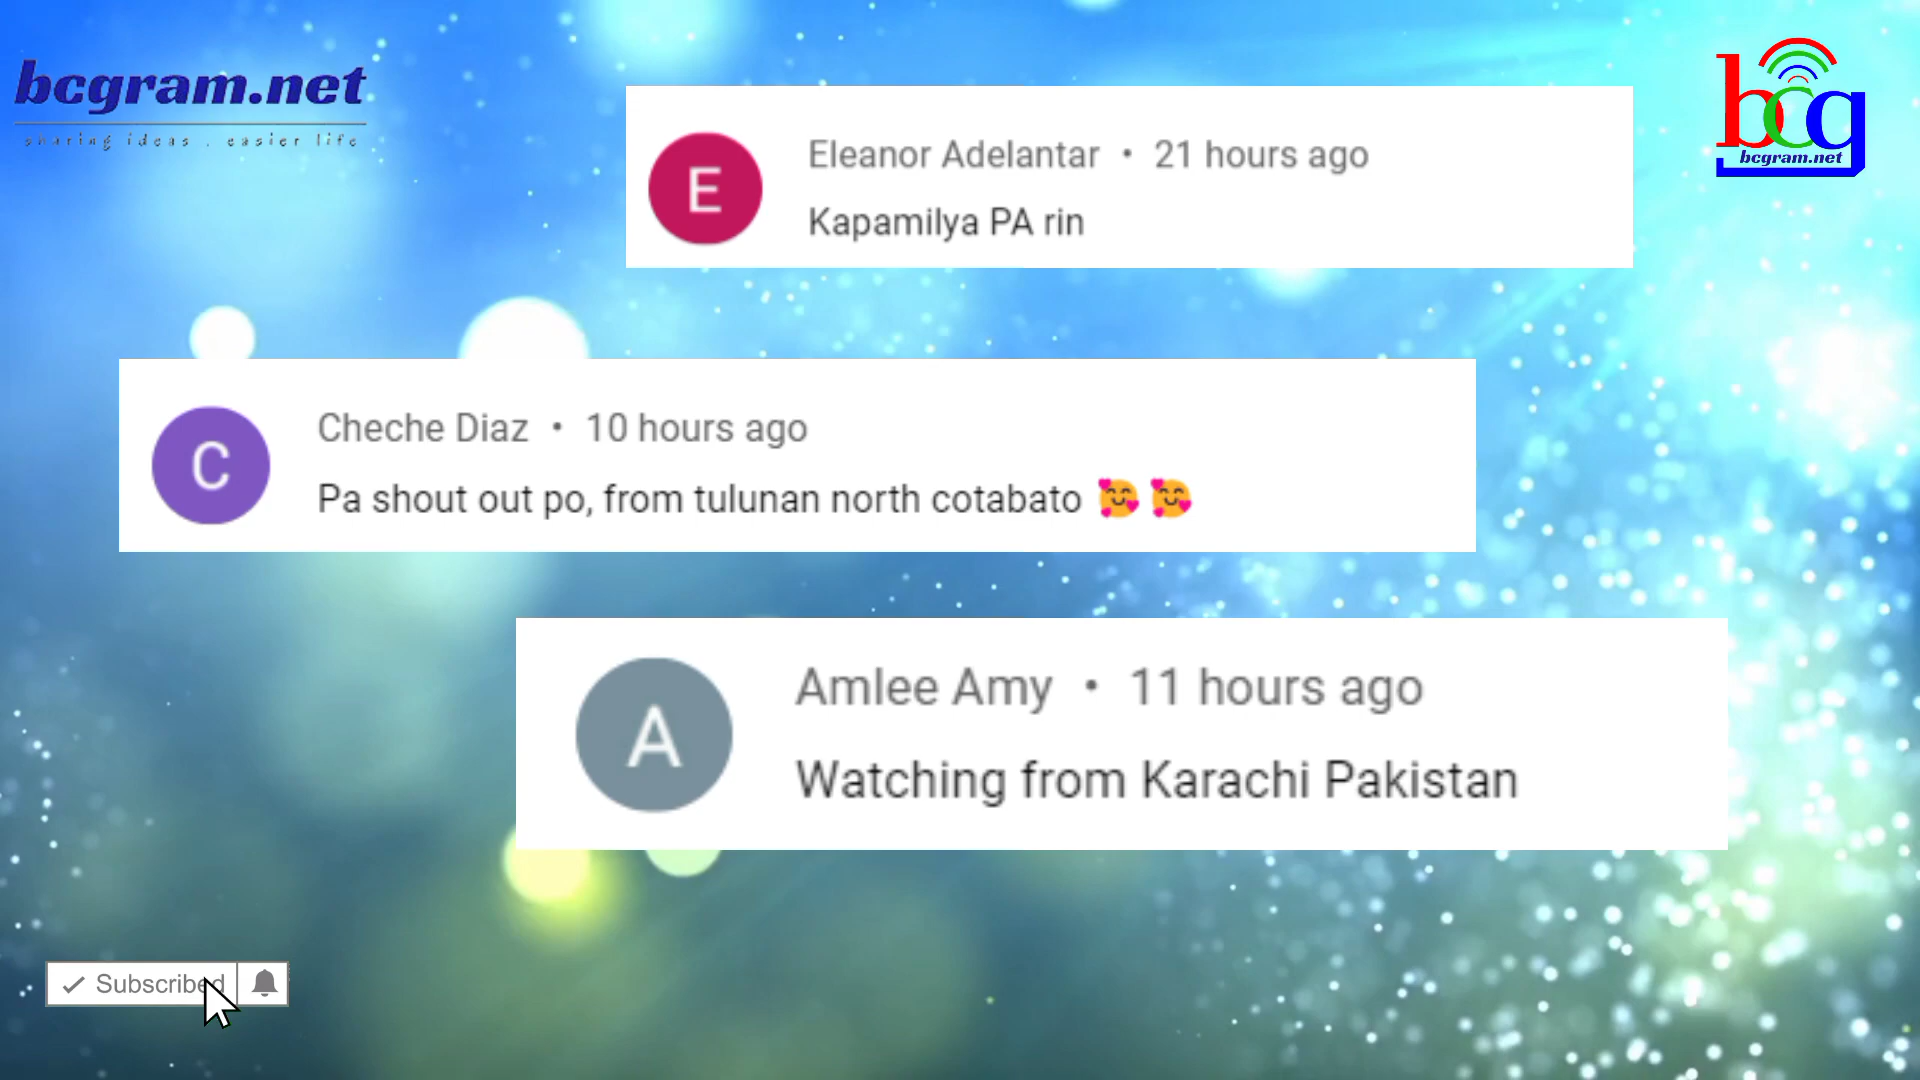 bcgram.net
sharing ideas . easier life
bcg
bcgram.net
E
Eleanor Adelantar • 21 hours ago
Kapamilya PA rin
C
Cheche Diaz • 10 hours ago
Pa shout out po, from tulunan north cotabato 🥰 🥰
A
Amlee Amy • 11 hours ago
Watching from Karachi Pakistan
Subscribed